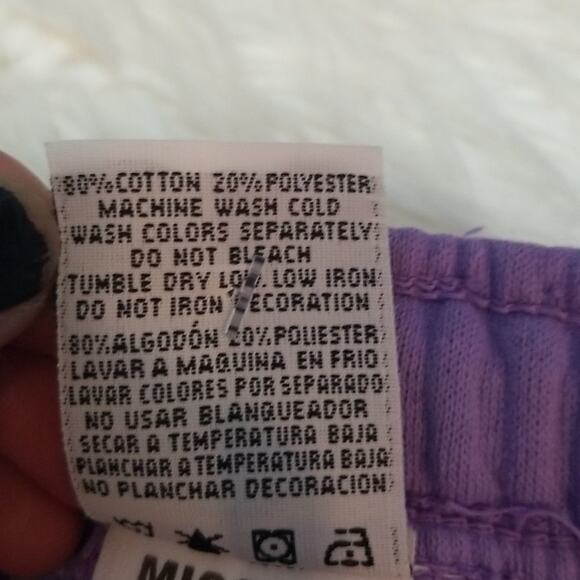 80% COTTON 20% POLYESTER
MACHINE WASH COLD
WASH COLORS SEPARATELY
DO NOT BLEACH
TUMBLE DRY LOW. LOW IRON
DO NOT IRON DECORATION
80% ALGODÓN 20% POLIESTER
LAVAR A MAQUINA EN FRIO
LAVAR COLORES POR SEPARADO
NO USAR BLANQUEADOR
SECAR A TEMPERATURA BAJA
PLANCHAR A TEMPERATURA BAJA
NO PLANCHAR DECORACION